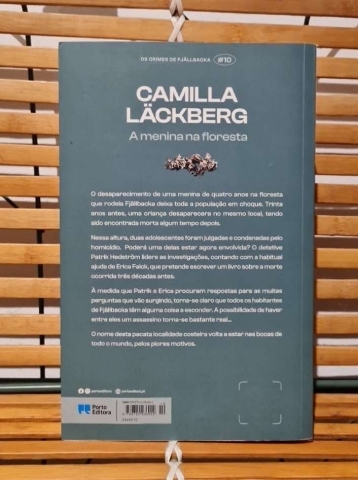 OS CRIMES DE FJÄLLBACKA #10
CAMILLA
LÄCKBERG
A menina na floresta
O desaparecimento de uma menina de quatro anos na floresta
que rodeia Fjällbacka deixa toda a população em choque. Trinta
anos antes, uma criança desaparecera no mesmo local, tendo
sido encontrada morta algum tempo depois.
Nessa altura, duas adolescentes foram julgadas e condenadas pelo
homicídio. Poderá uma delas estar agora envolvida? O detetive
Patrik Hedström lidera as investigações, contando com a habitual
ajuda de Erica Falck, que pretende escrever um livro sobre a morte
ocorrida três décadas antes.
À medida que Patrik e Erica procuram respostas para as muitas
perguntas que vão surgindo, torna-se claro que todos os habitantes
de Fjällbacka têm alguma coisa a esconder. A possibilidade de haver
entre eles um assassino torna-se bastante real...
O nome desta pacata localidade costeira volta a estar nas bocas de
todo o mundo, pelos piores motivos.
portoeditora portoeditora.pt
Porto
Editora